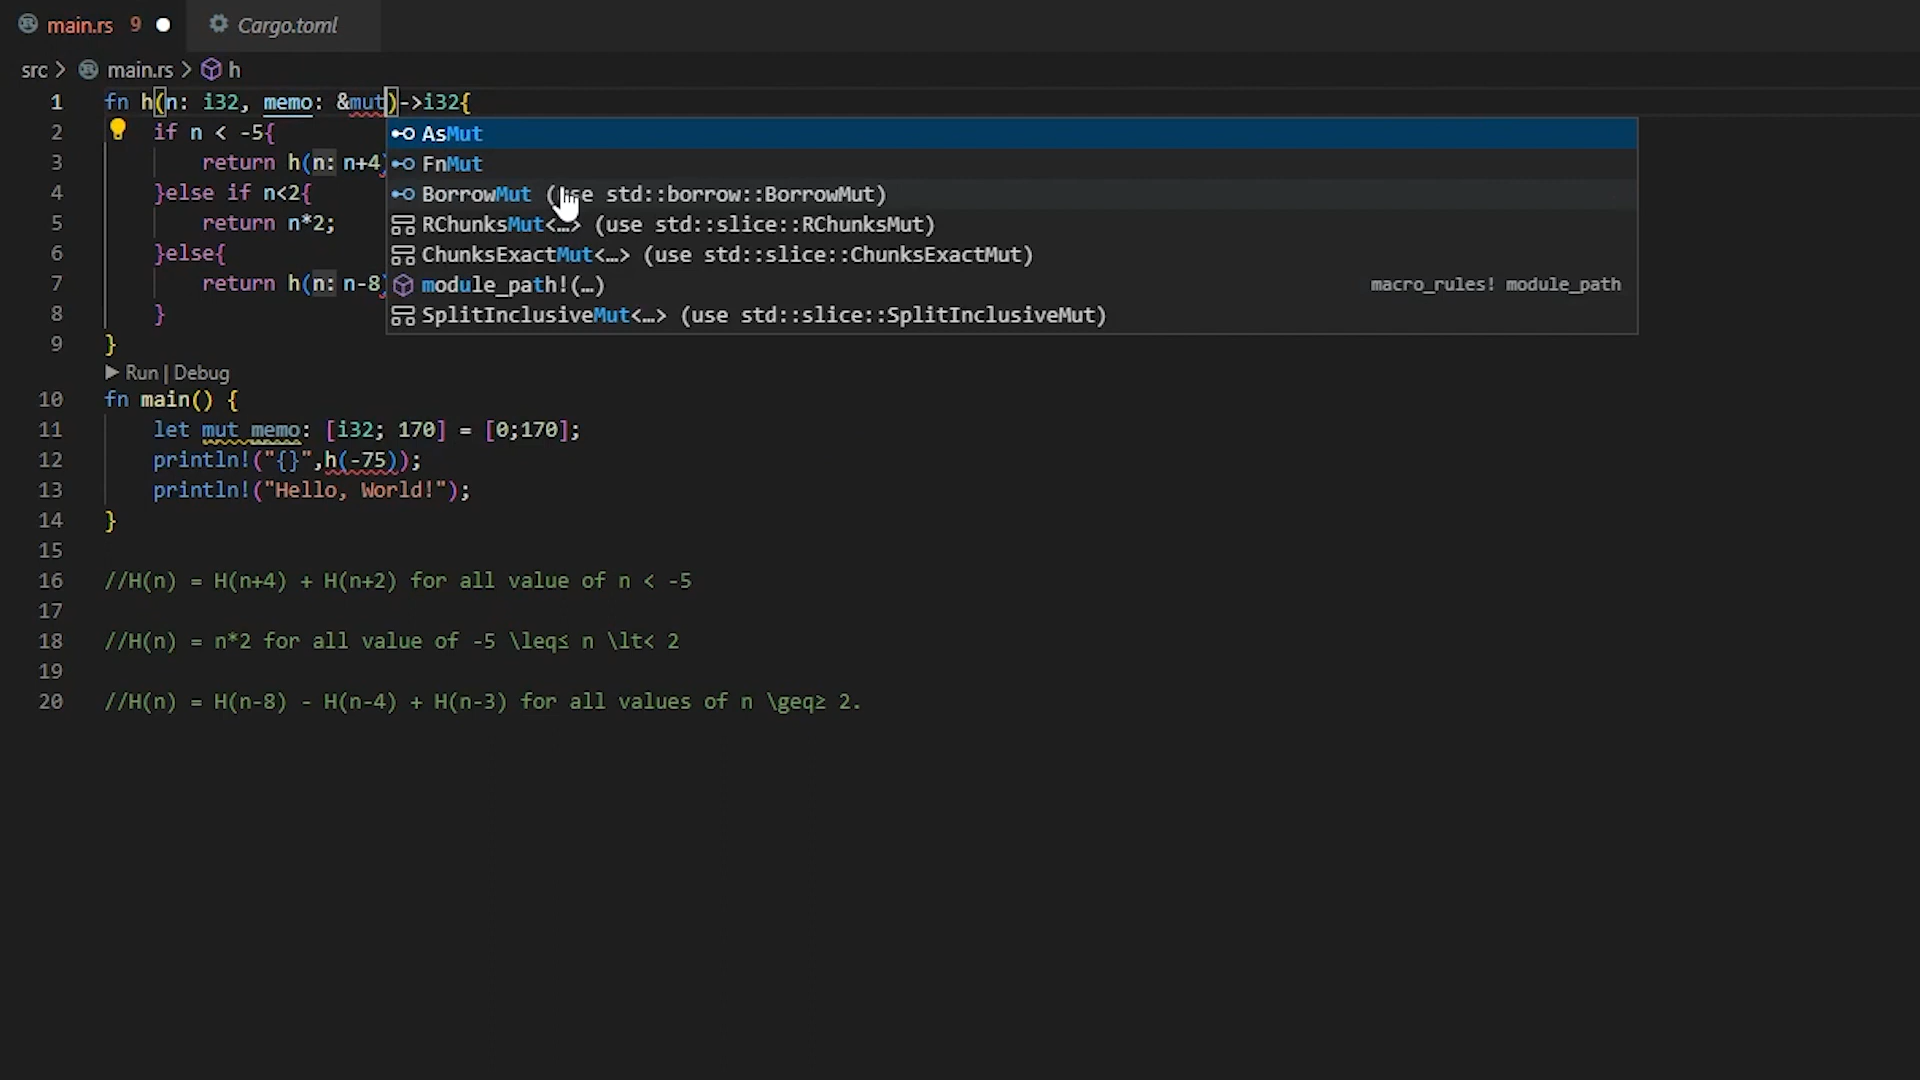 main.rs 9 Cargo.toml
src > main.rs > h
1 fn h(n: i32, memo: &mut)->i32{
2 if n < -5{
AsMut
3 return h(n: n+4)
FnMut
4 }else if n<2{
BorrowMut (use std::borrow::BorrowMut)
5 return n*2;
RChunksMut<…> (use std::slice::RChunksMut)
6 }else{
ChunksExactMut<…> (use std::slice::ChunksExactMut)
7 return h(n: n-8)
module_path!(…) macro_rules! module_path
8 }
SplitInclusiveMut<…> (use std::slice::SplitInclusiveMut)
9 }
Run | Debug
10 fn main() {
11 let mut memo: [i32; 170] = [0;170];
12 println!("{}",h(-75));
13 println!("Hello, World!");
14 }
15
16 //H(n) = H(n+4) + H(n+2) for all value of n < -5
17
18 //H(n) = n*2 for all value of -5 \leq≤ n \lt< 2
19
20 //H(n) = H(n-8) - H(n-4) + H(n-3) for all values of n \geq≥ 2.